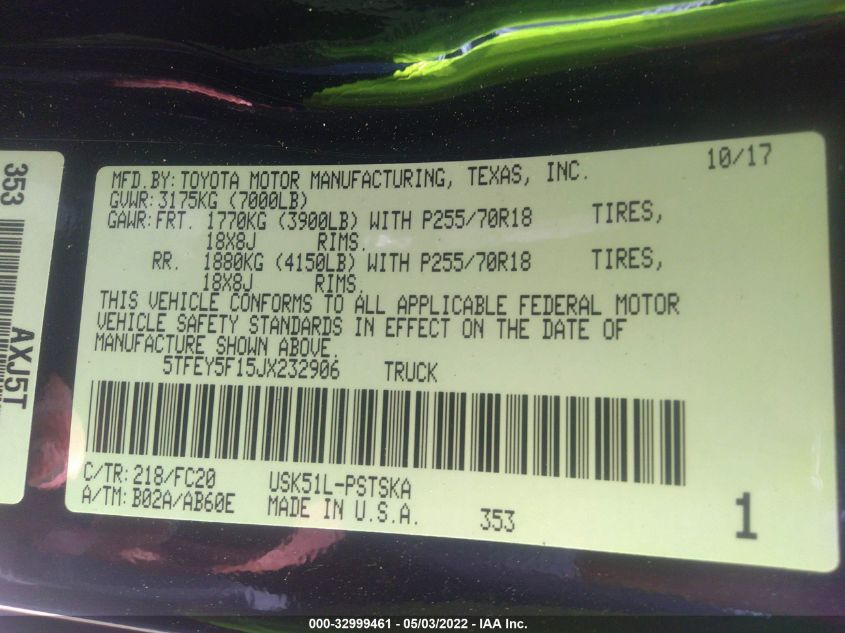 353
AXJ5T
MFD.BY:TOYOTA MOTOR MANUFACTURING, TEXAS, INC. 10/17
GVWR:3175KG (7000LB)
GAWR:FRT. 1770KG (3900LB) WITH P255/70R18 TIRES,
18X8J RIMS.
RR. 1880KG (4150LB) WITH P255/70R18 TIRES,
18X8J RIMS.
THIS VEHICLE CONFORMS TO ALL APPLICABLE FEDERAL MOTOR
VEHICLE SAFETY STANDARDS IN EFFECT ON THE DATE OF
MANUFACTURE SHOWN ABOVE.
5TFEY5F15JX232906 TRUCK
C/TR:218/FC20 USK51L-PSTSKA
A/TM:B02A/AB60E MADE IN U.S.A. 353 1
000-32999461 - 05/03/2022 - IAA Inc.